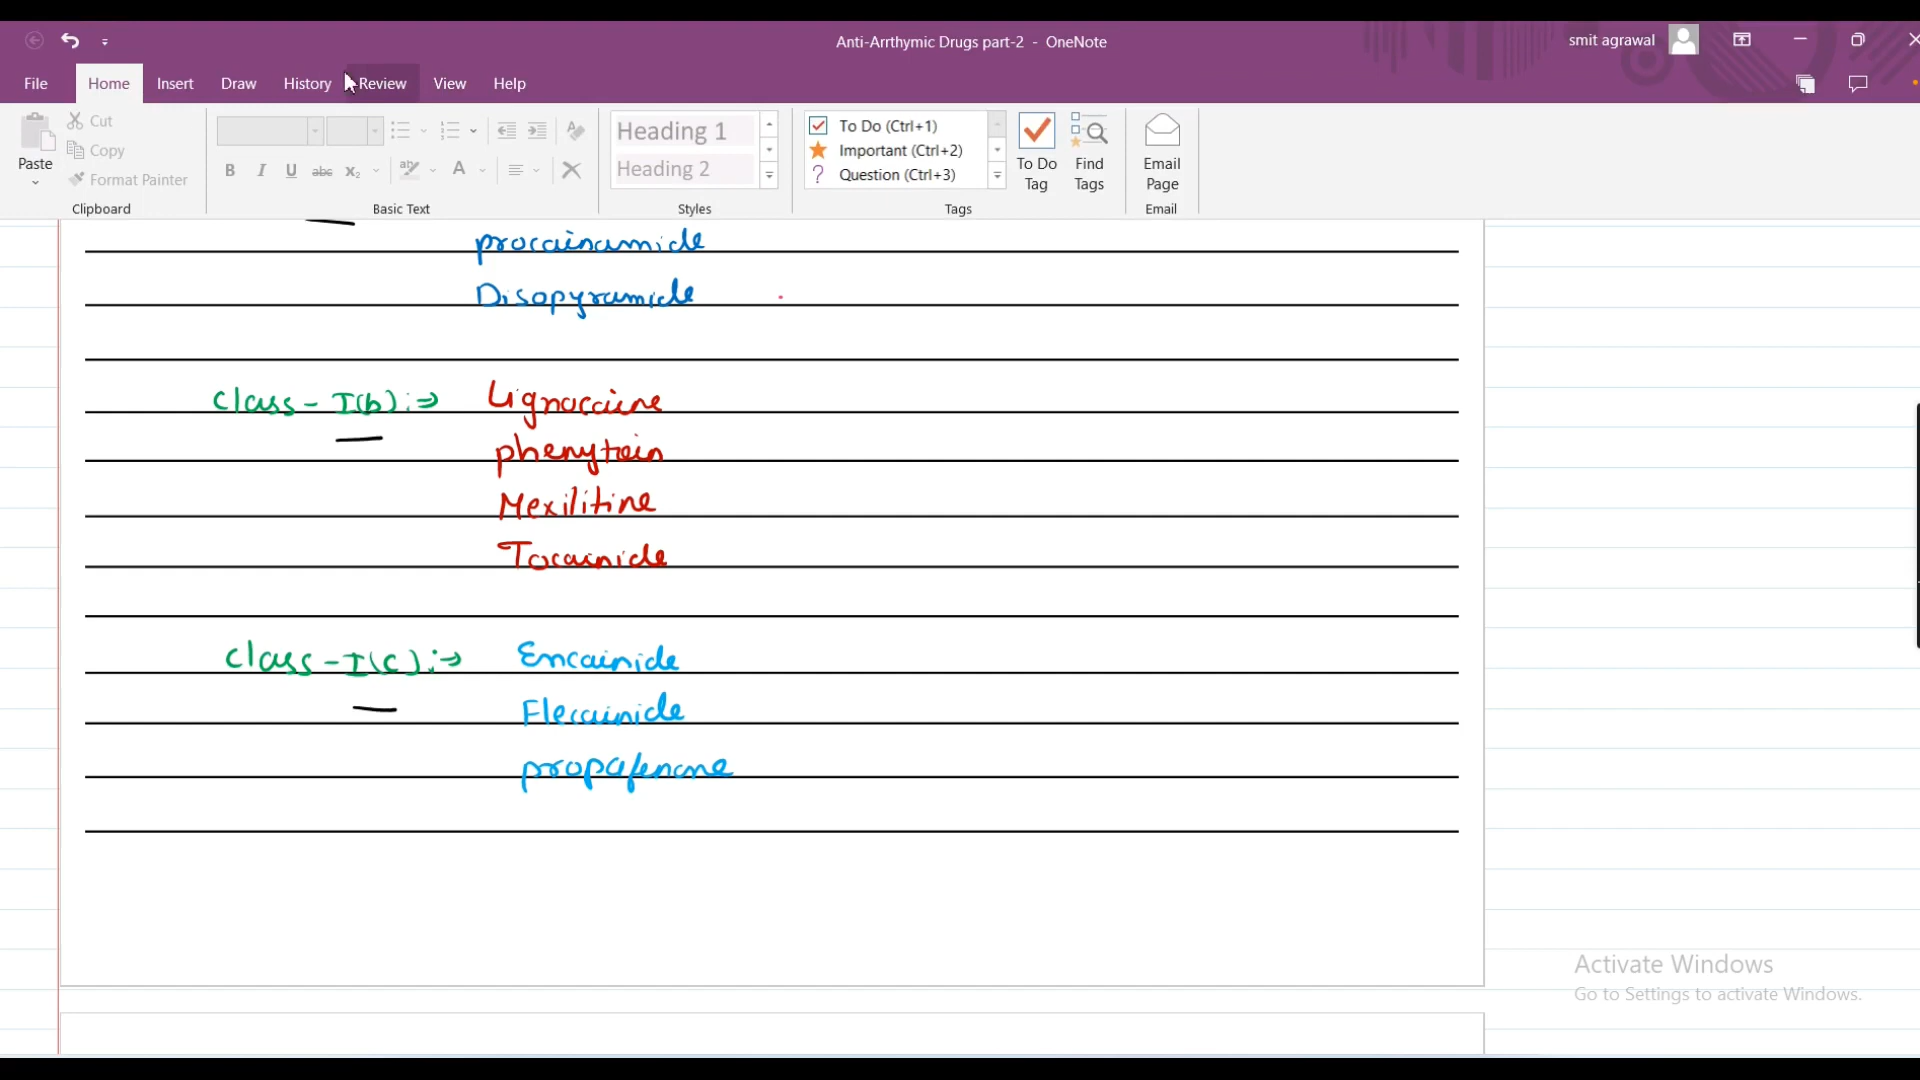 Anti-Arrthymic Drugs part-2 - OneNote
smit agrawal
File Home Insert Draw History Review View Help
Paste
Cut
Copy
Format Painter
Clipboard
B I U abc X₂ A
Basic Text
Heading 1
Heading 2
Styles
To Do (Ctrl+1)
Important (Ctrl+2)
? Question (Ctrl+3)
To Do Tag
Find Tags
Tags
Email Page
Email
procainamide
Disopyramide
class - I(b) :⇒ Lignocaine
phenytoin
Mexilitine
Tocainide
class - I(c) :→ Encainide
Flecainide
propafenone
Activate Windows
Go to Settings to activate Windows.